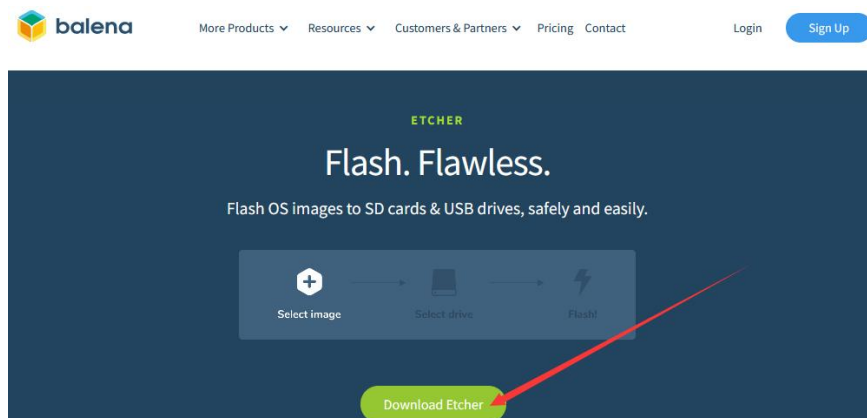 balena More Products Resources Customers & Partners Pricing Contact Login Sign Up
ETCHER
Flash. Flawless.
Flash OS images to SD cards & USB drives, safely and easily.
Select image Select drive Flash!
Download Etcher